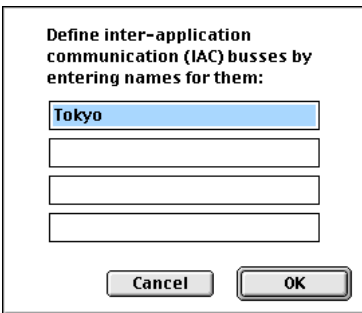 Define inter-application
communication (IAC) busses by
entering names for them:
Tokyo
Cancel OK